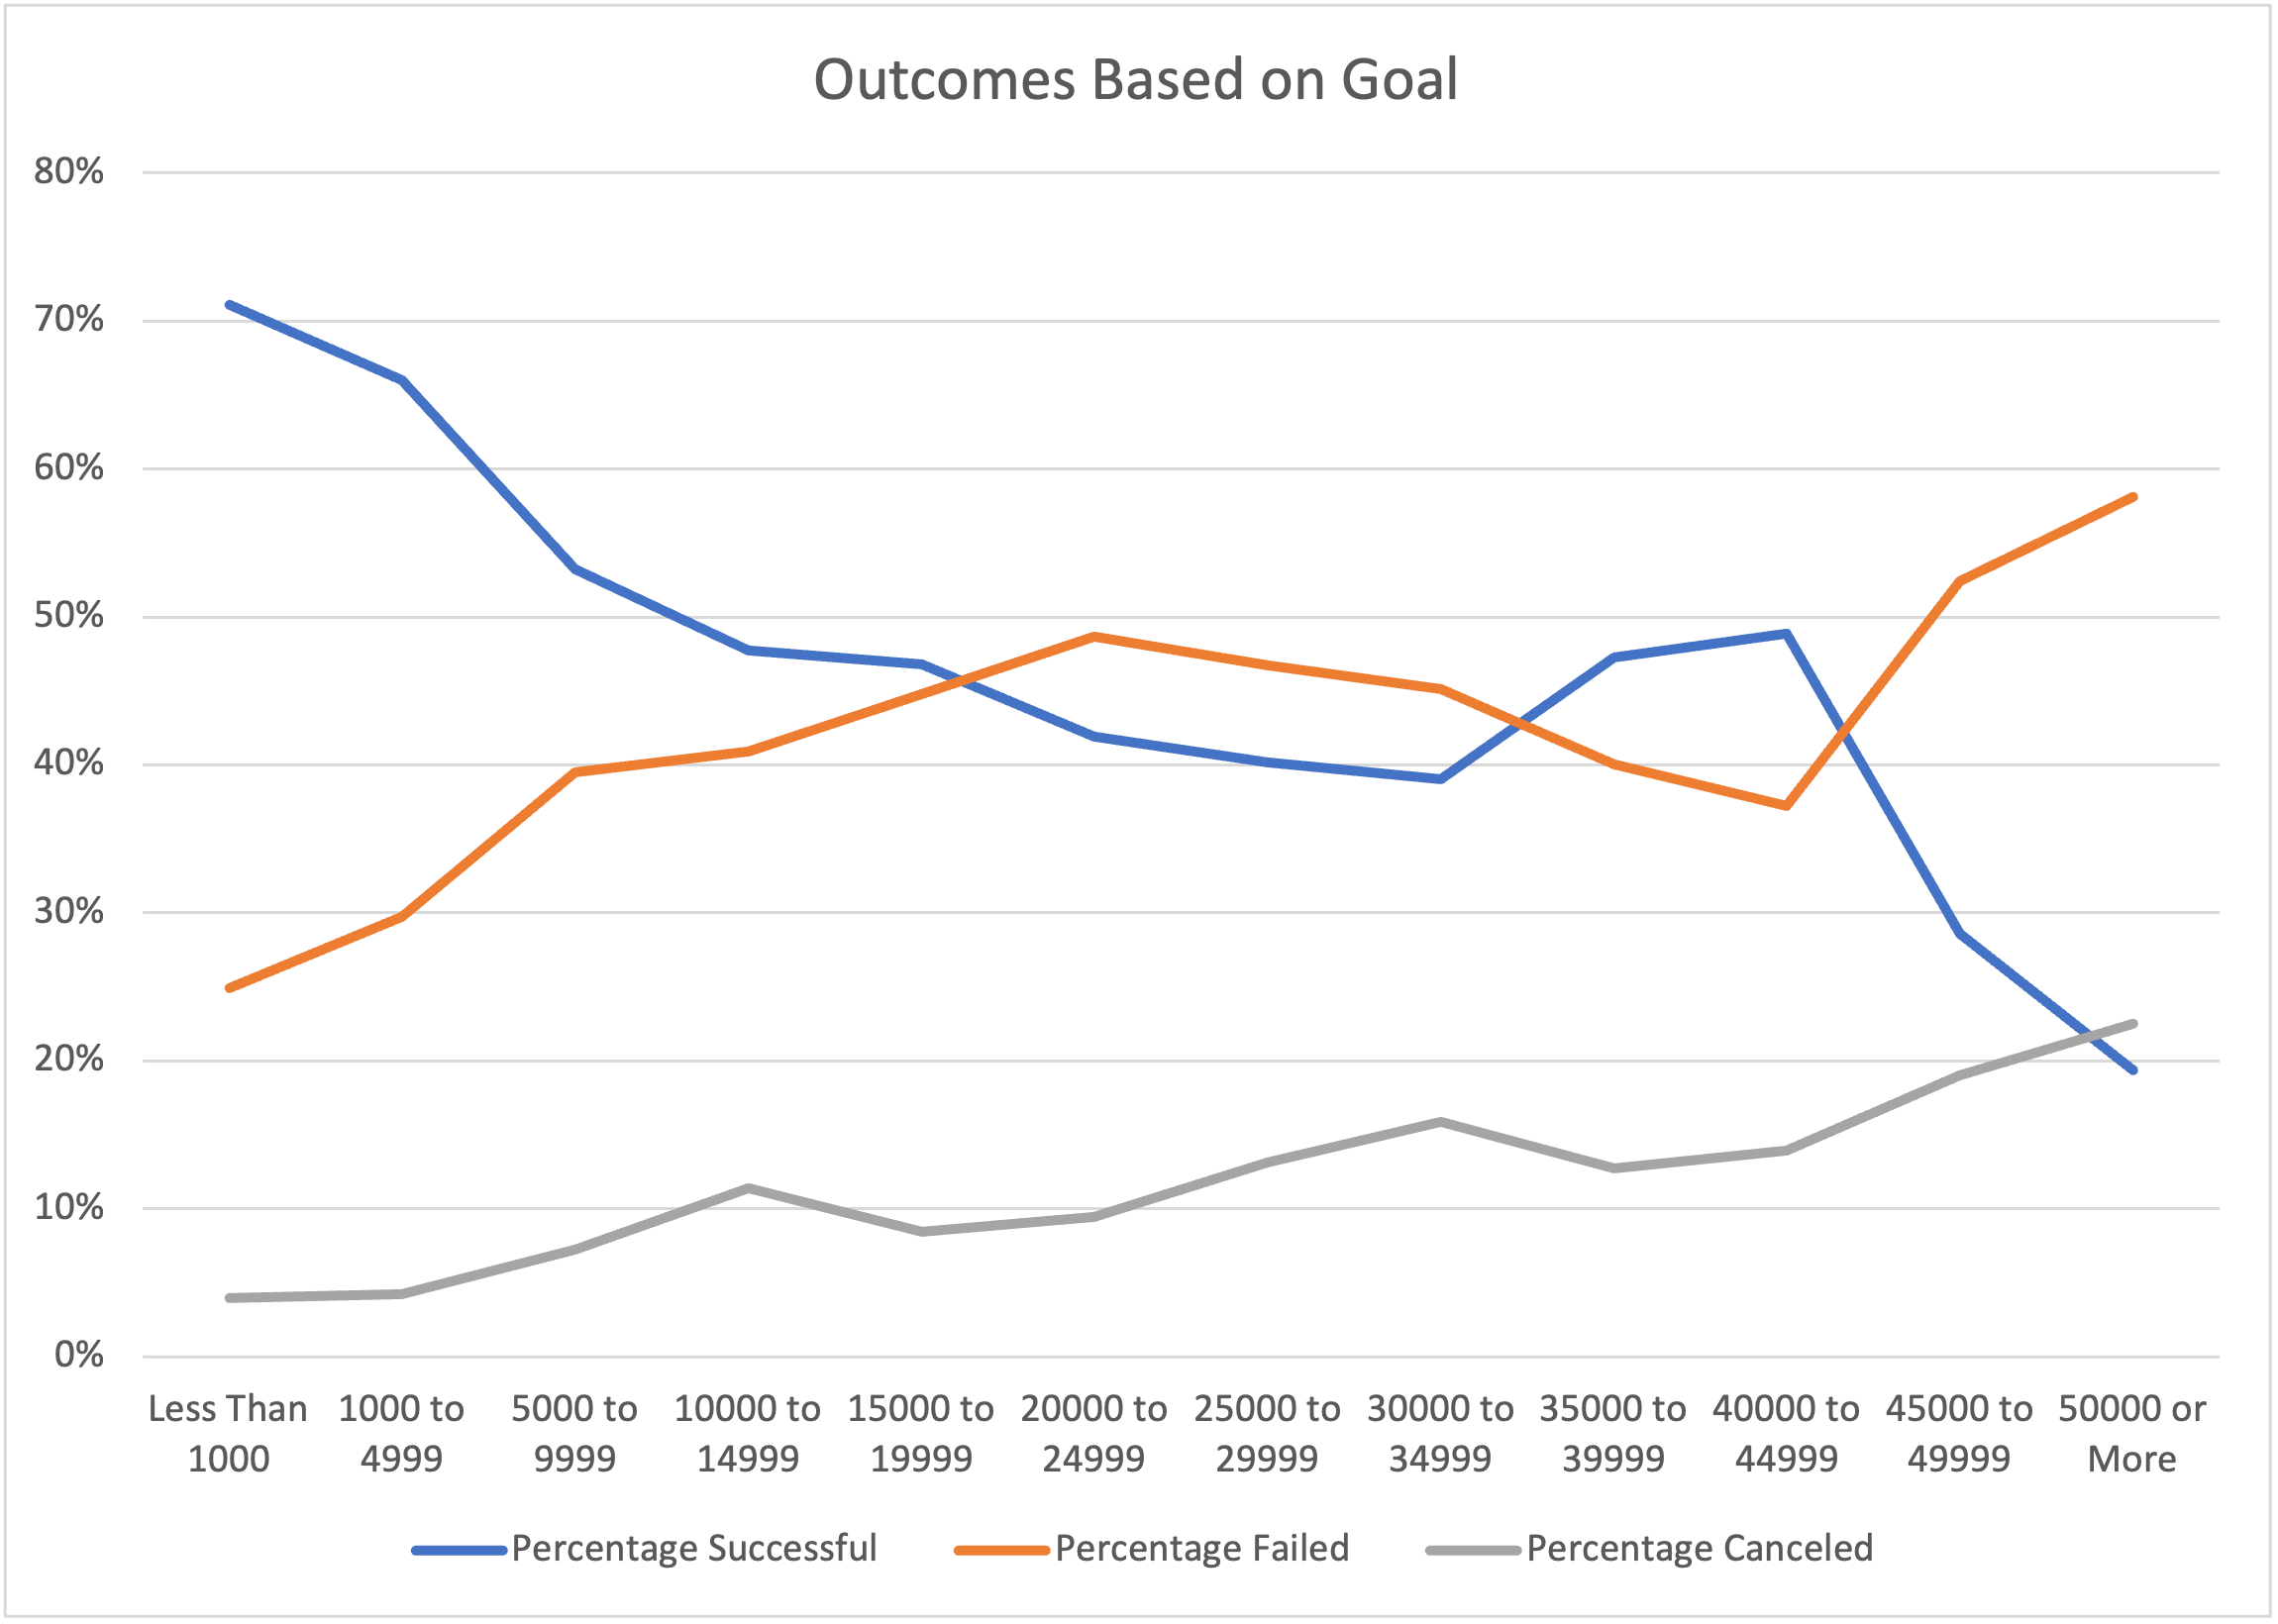 Outcomes Based on Goal
80%
70%
60%
50%
40%
30%
20%
10%
0%
Less Than 1000 to 5000 to 10000 to 15000 to 20000 to 25000 to 30000 to 35000 to 40000 to 45000 to 50000 or
1000 4999 9999 14999 19999 24999 29999 34999 39999 44999 49999 More
Percentage Successful Percentage Failed Percentage Canceled